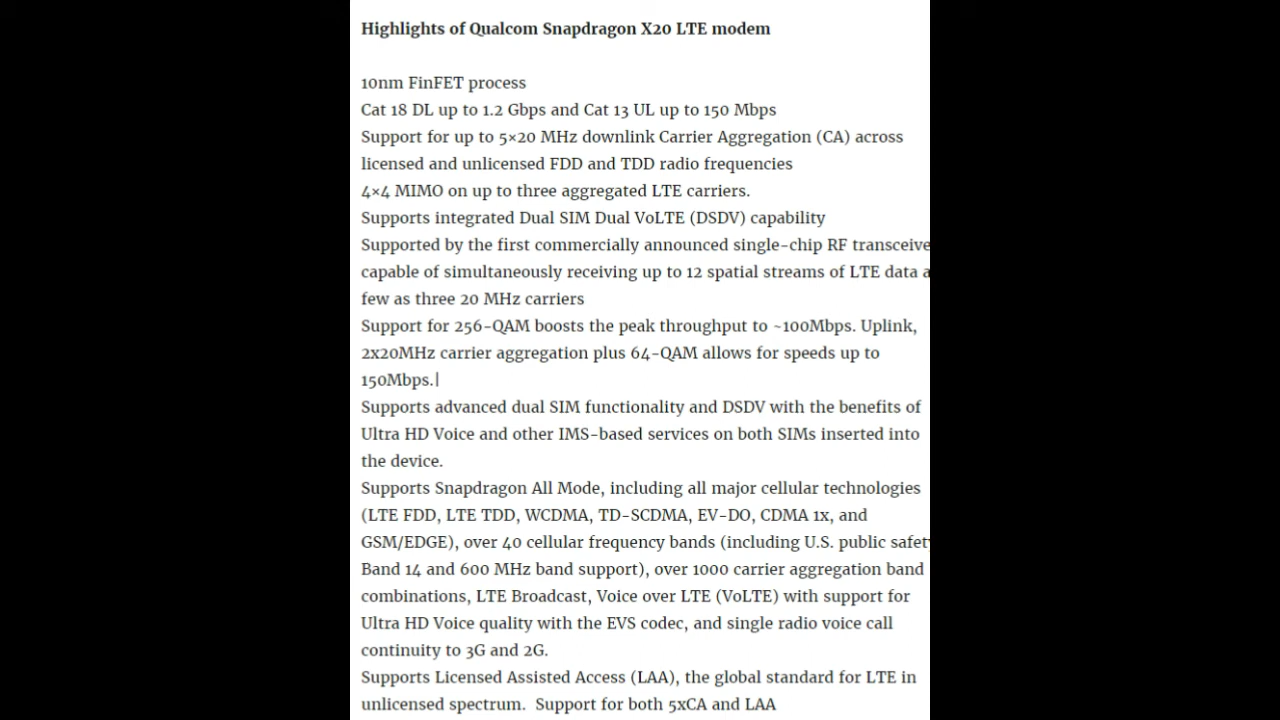 Highlights of Qualcom Snapdragon X20 LTE modem
10nm FinFET process
Cat 18 DL up to 1.2 Gbps and Cat 13 UL up to 150 Mbps
Support for up to 5×20 MHz downlink Carrier Aggregation (CA) across
licensed and unlicensed FDD and TDD radio frequencies
4×4 MIMO on up to three aggregated LTE carriers.
Supports integrated Dual SIM Dual VoLTE (DSDV) capability
Supported by the first commercially announced single-chip RF transceive
capable of simultaneously receiving up to 12 spatial streams of LTE data a
few as three 20 MHz carriers
Support for 256-QAM boosts the peak throughput to ~100Mbps. Uplink,
2x20MHz carrier aggregation plus 64-QAM allows for speeds up to
150Mbps.
Supports advanced dual SIM functionality and DSDV with the benefits of
Ultra HD Voice and other IMS-based services on both SIMs inserted into
the device.
Supports Snapdragon All Mode, including all major cellular technologies
(LTE FDD, LTE TDD, WCDMA, TD-SCDMA, EV-DO, CDMA 1x, and
GSM/EDGE), over 40 cellular frequency bands (including U.S. public safety
Band 14 and 600 MHz band support), over 1000 carrier aggregation band
combinations, LTE Broadcast, Voice over LTE (VoLTE) with support for
Ultra HD Voice quality with the EVS codec, and single radio voice call
continuity to 3G and 2G.
Supports Licensed Assisted Access (LAA), the global standard for LTE in
unlicensed spectrum.  Support for both 5xCA and LAA